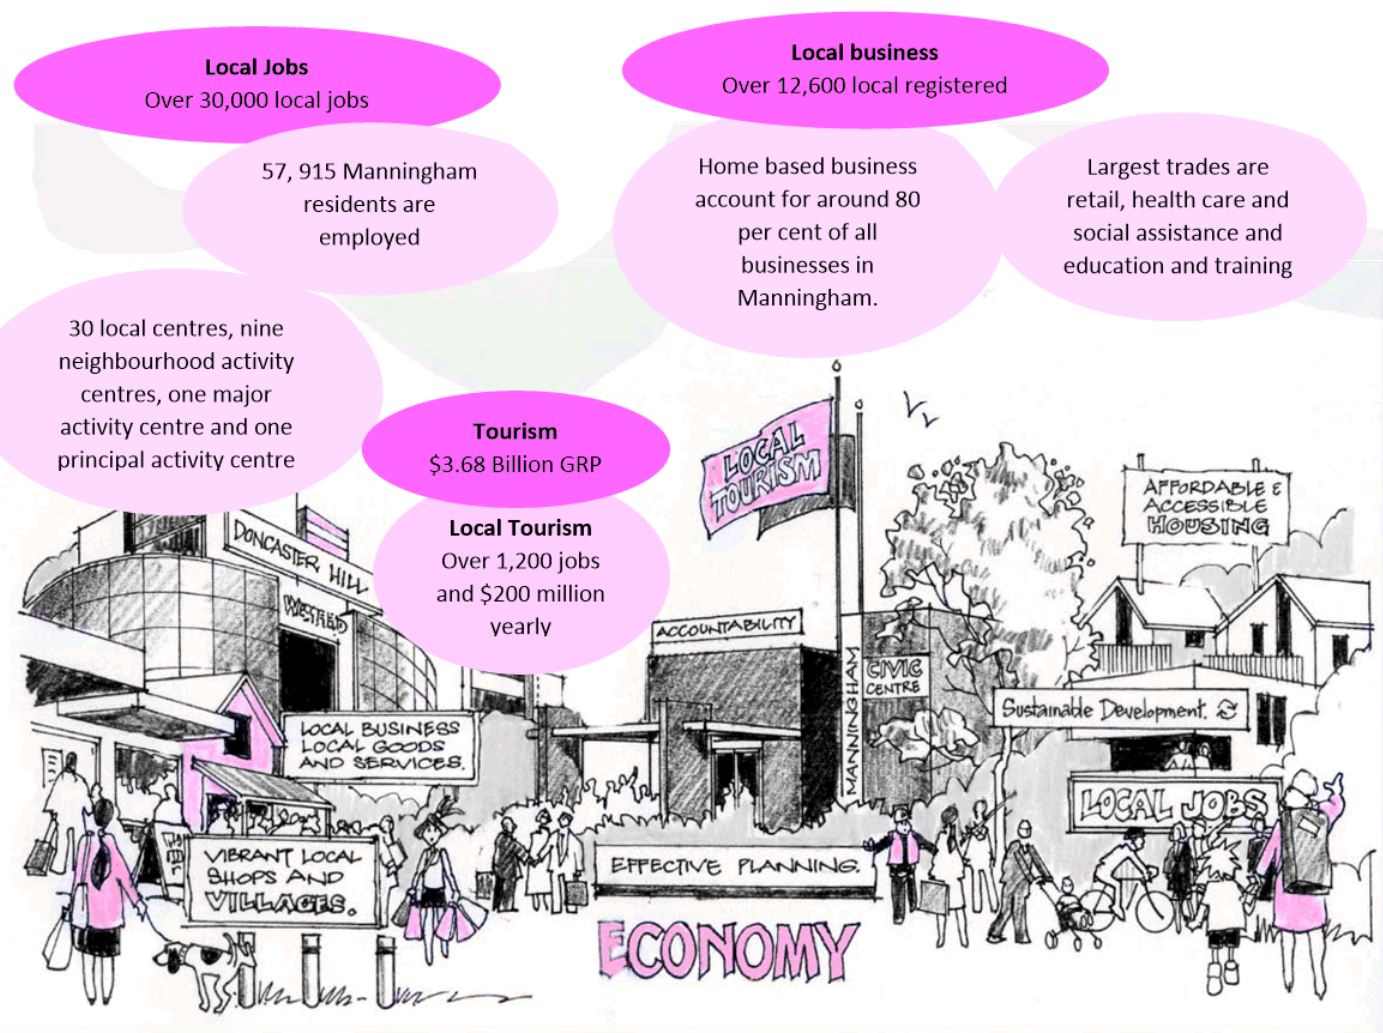 Local Jobs
Over 30,000 local jobs
57, 915 Manningham
residents are
employed
30 local centres, nine
neighbourhood activity
centres, one major
activity centre and one
principal activity centre
Local business
Over 12,600 local registered
Home based business
account for around 80
per cent of all
businesses in
Manningham.
Largest trades are
retail, health care and
social assistance and
education and training
Tourism
$3.68 Billion GRP
Local Tourism
Over 1,200 jobs
and $200 million
yearly
LOCAL
TOURISM
AFFORDABLE &
ACCESSIBLE
HOUSING
DONCASTER HILL
ACCOUNTABILITY
MANNINGHAM
CIVIC
CENTRE
Sustainable Development.
LOCAL BUSINESS
LOCAL GOODS
AND SERVICES.
LOCAL JOBS
VIBRANT LOCAL
SHOPS AND
VILLAGES.
EFFECTIVE PLANNING.
ECONOMY